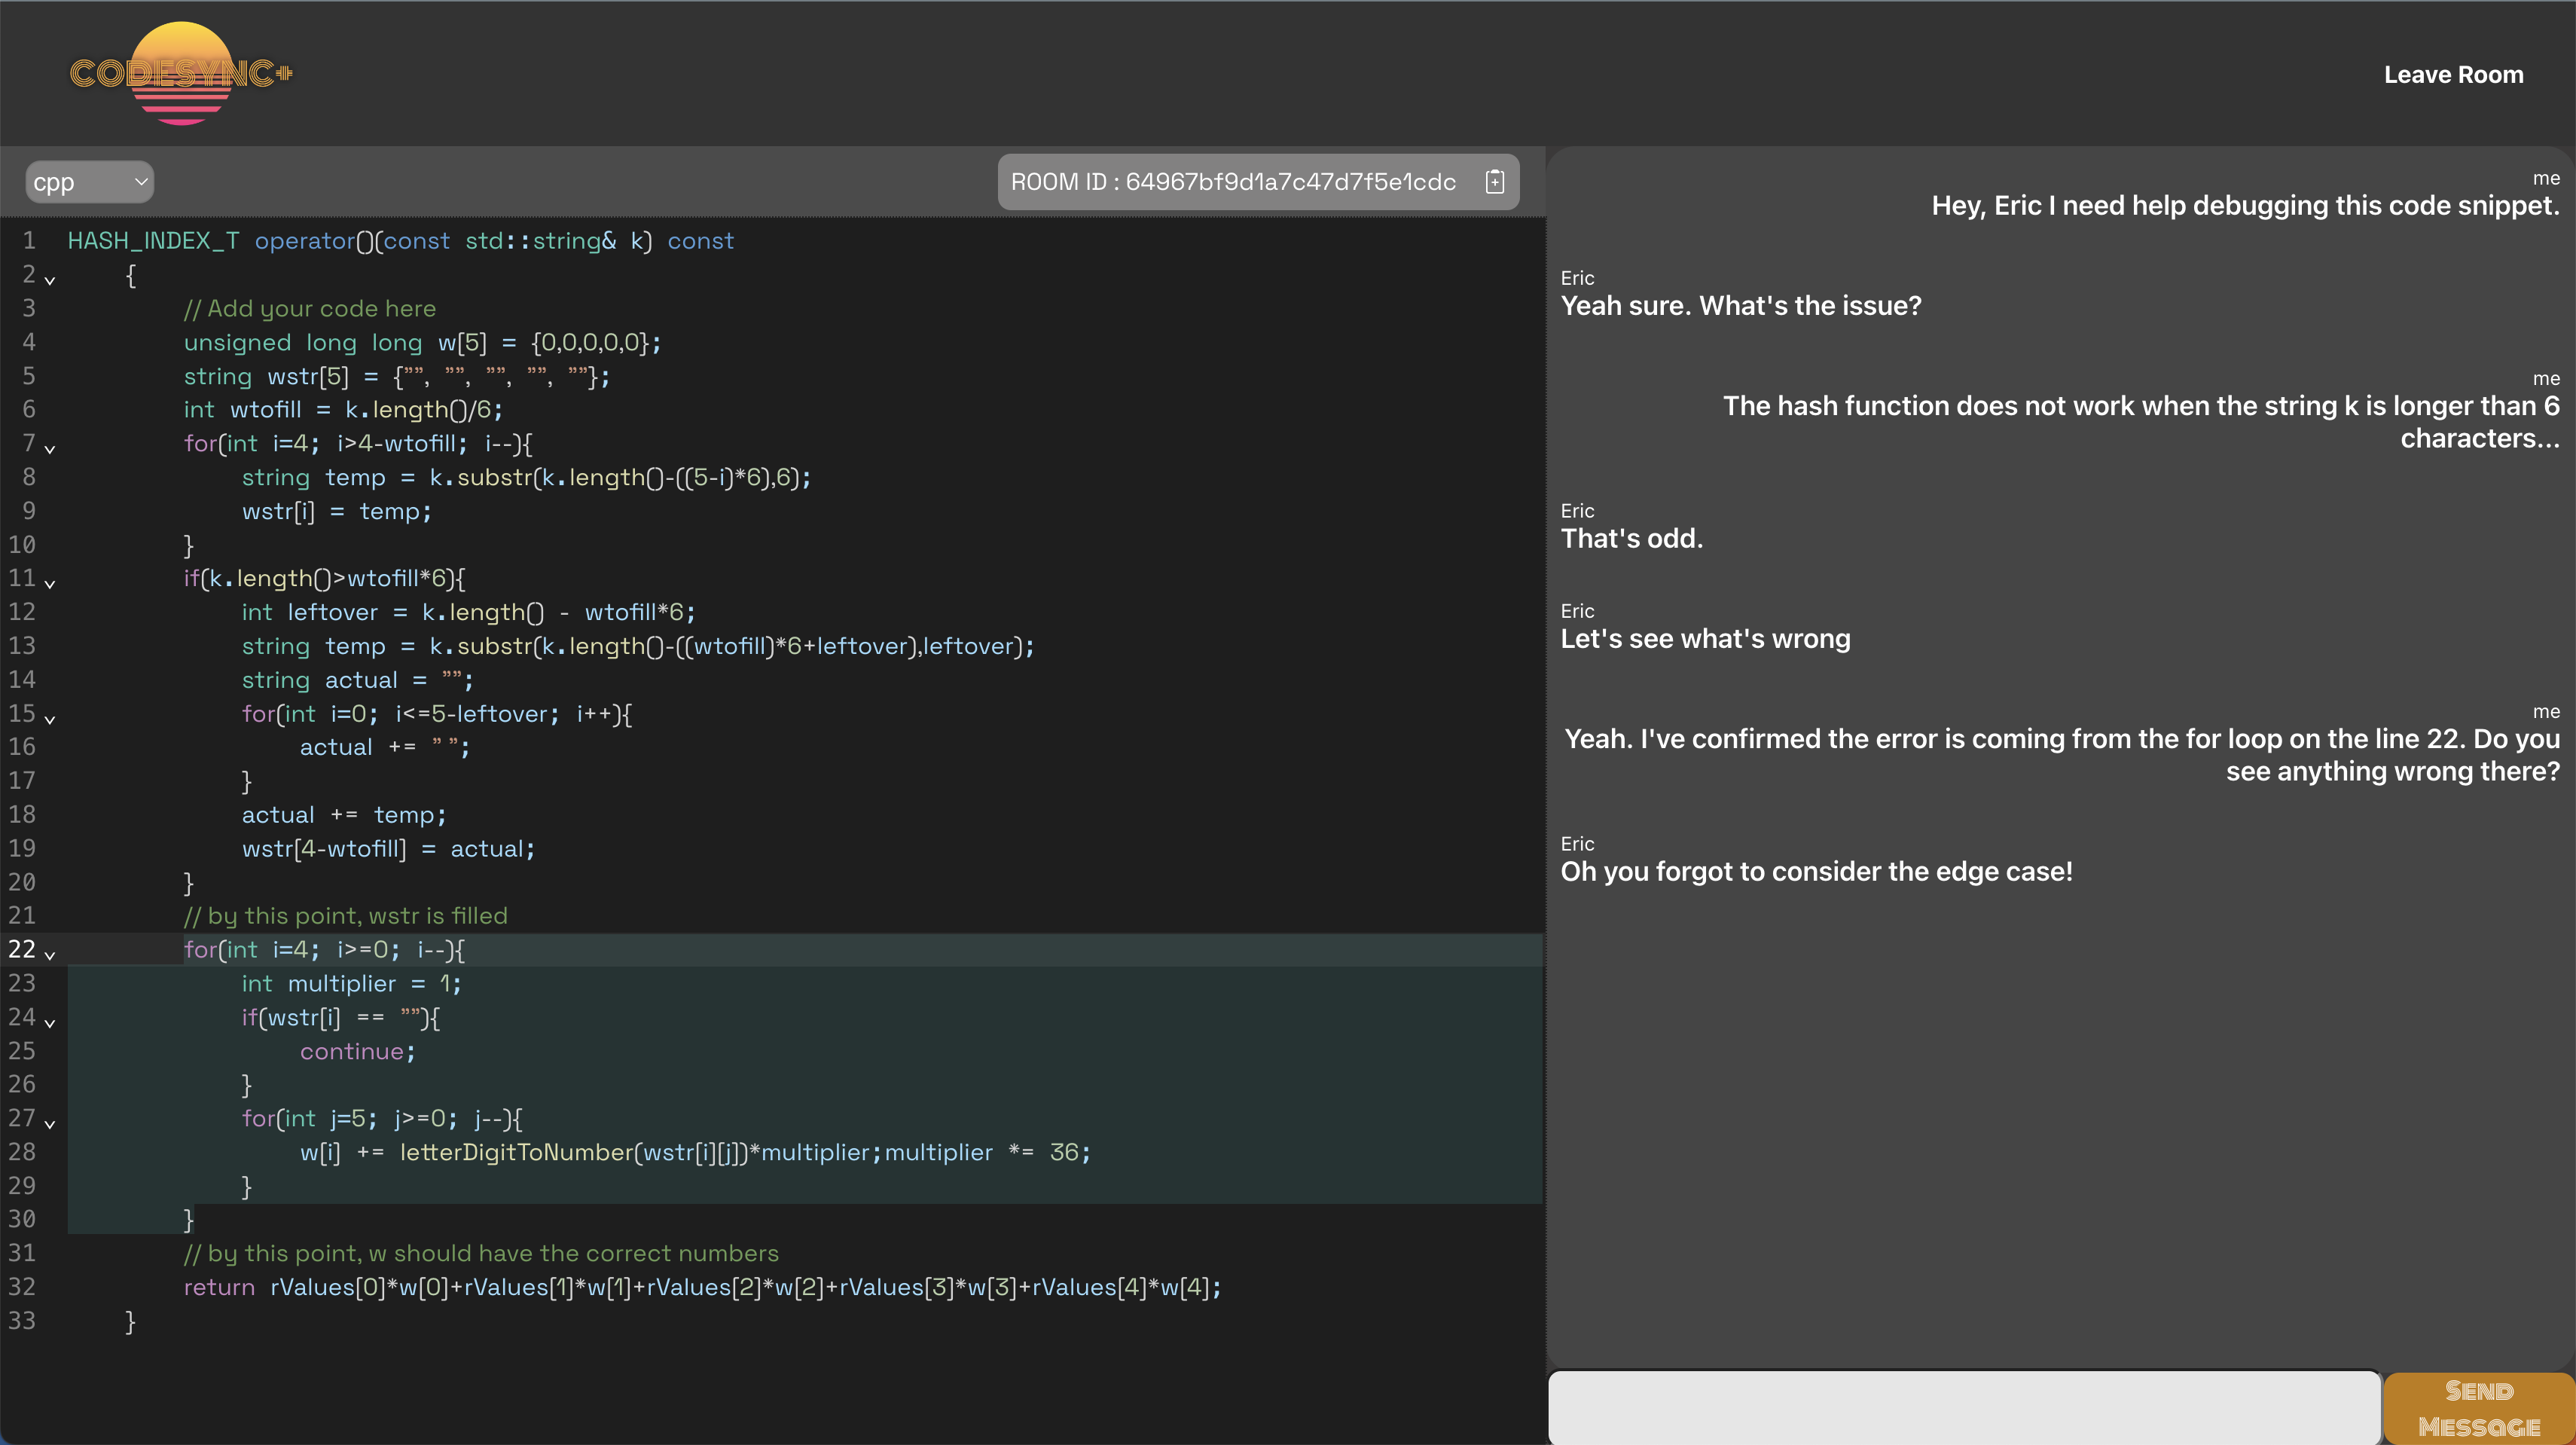 CODESYNC+
Leave Room
cpp
ROOM ID : 64967bf9d1a7c47d7f5e1cdc
1 HASH_INDEX_T operator()(const std::string& k) const
2 {
3 // Add your code here
4 unsigned long long w[5] = {0,0,0,0,0};
5 string wstr[5] = {"", "", "", "", ""};
6 int wtofill = k.length()/6;
7 for(int i=4; i>4-wtofill; i--){
8 string temp = k.substr(k.length()-((5-i)*6),6);
9 wstr[i] = temp;
10 }
11 if(k.length()>wtofill*6){
12 int leftover = k.length() - wtofill*6;
13 string temp = k.substr(k.length()-((wtofill)*6+leftover),leftover);
14 string actual = "";
15 for(int i=0; i<=5-leftover; i++){
16 actual += " ";
17 }
18 actual += temp;
19 wstr[4-wtofill] = actual;
20 }
21 // by this point, wstr is filled
22 for(int i=4; i>=0; i--){
23 int multiplier = 1;
24 if(wstr[i] == ""){
25 continue;
26 }
27 for(int j=5; j>=0; j--){
28 w[i] += letterDigitToNumber(wstr[i][j])*multiplier;multiplier *= 36;
29 }
30 }
31 // by this point, w should have the correct numbers
32 return rValues[0]*w[0]+rValues[1]*w[1]+rValues[2]*w[2]+rValues[3]*w[3]+rValues[4]*w[4];
33 }
me
Hey, Eric I need help debugging this code snippet.
Eric
Yeah sure. What's the issue?
me
The hash function does not work when the string k is longer than 6
characters...
Eric
That's odd.
Eric
Let's see what's wrong
me
Yeah. I've confirmed the error is coming from the for loop on the line 22. Do you
see anything wrong there?
Eric
Oh you forgot to consider the edge case!
Send
Message